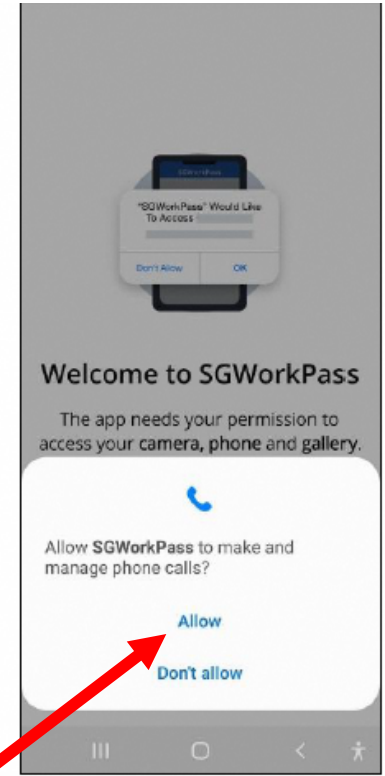 SGWorkPass
"SGWorkPass" Would Like
To Access
Don't Allow
OK
Welcome to SGWorkPass
The app needs your permission to
access your camera, phone and gallery.
Allow SGWorkPass to make and
manage phone calls?
Allow
Don't allow